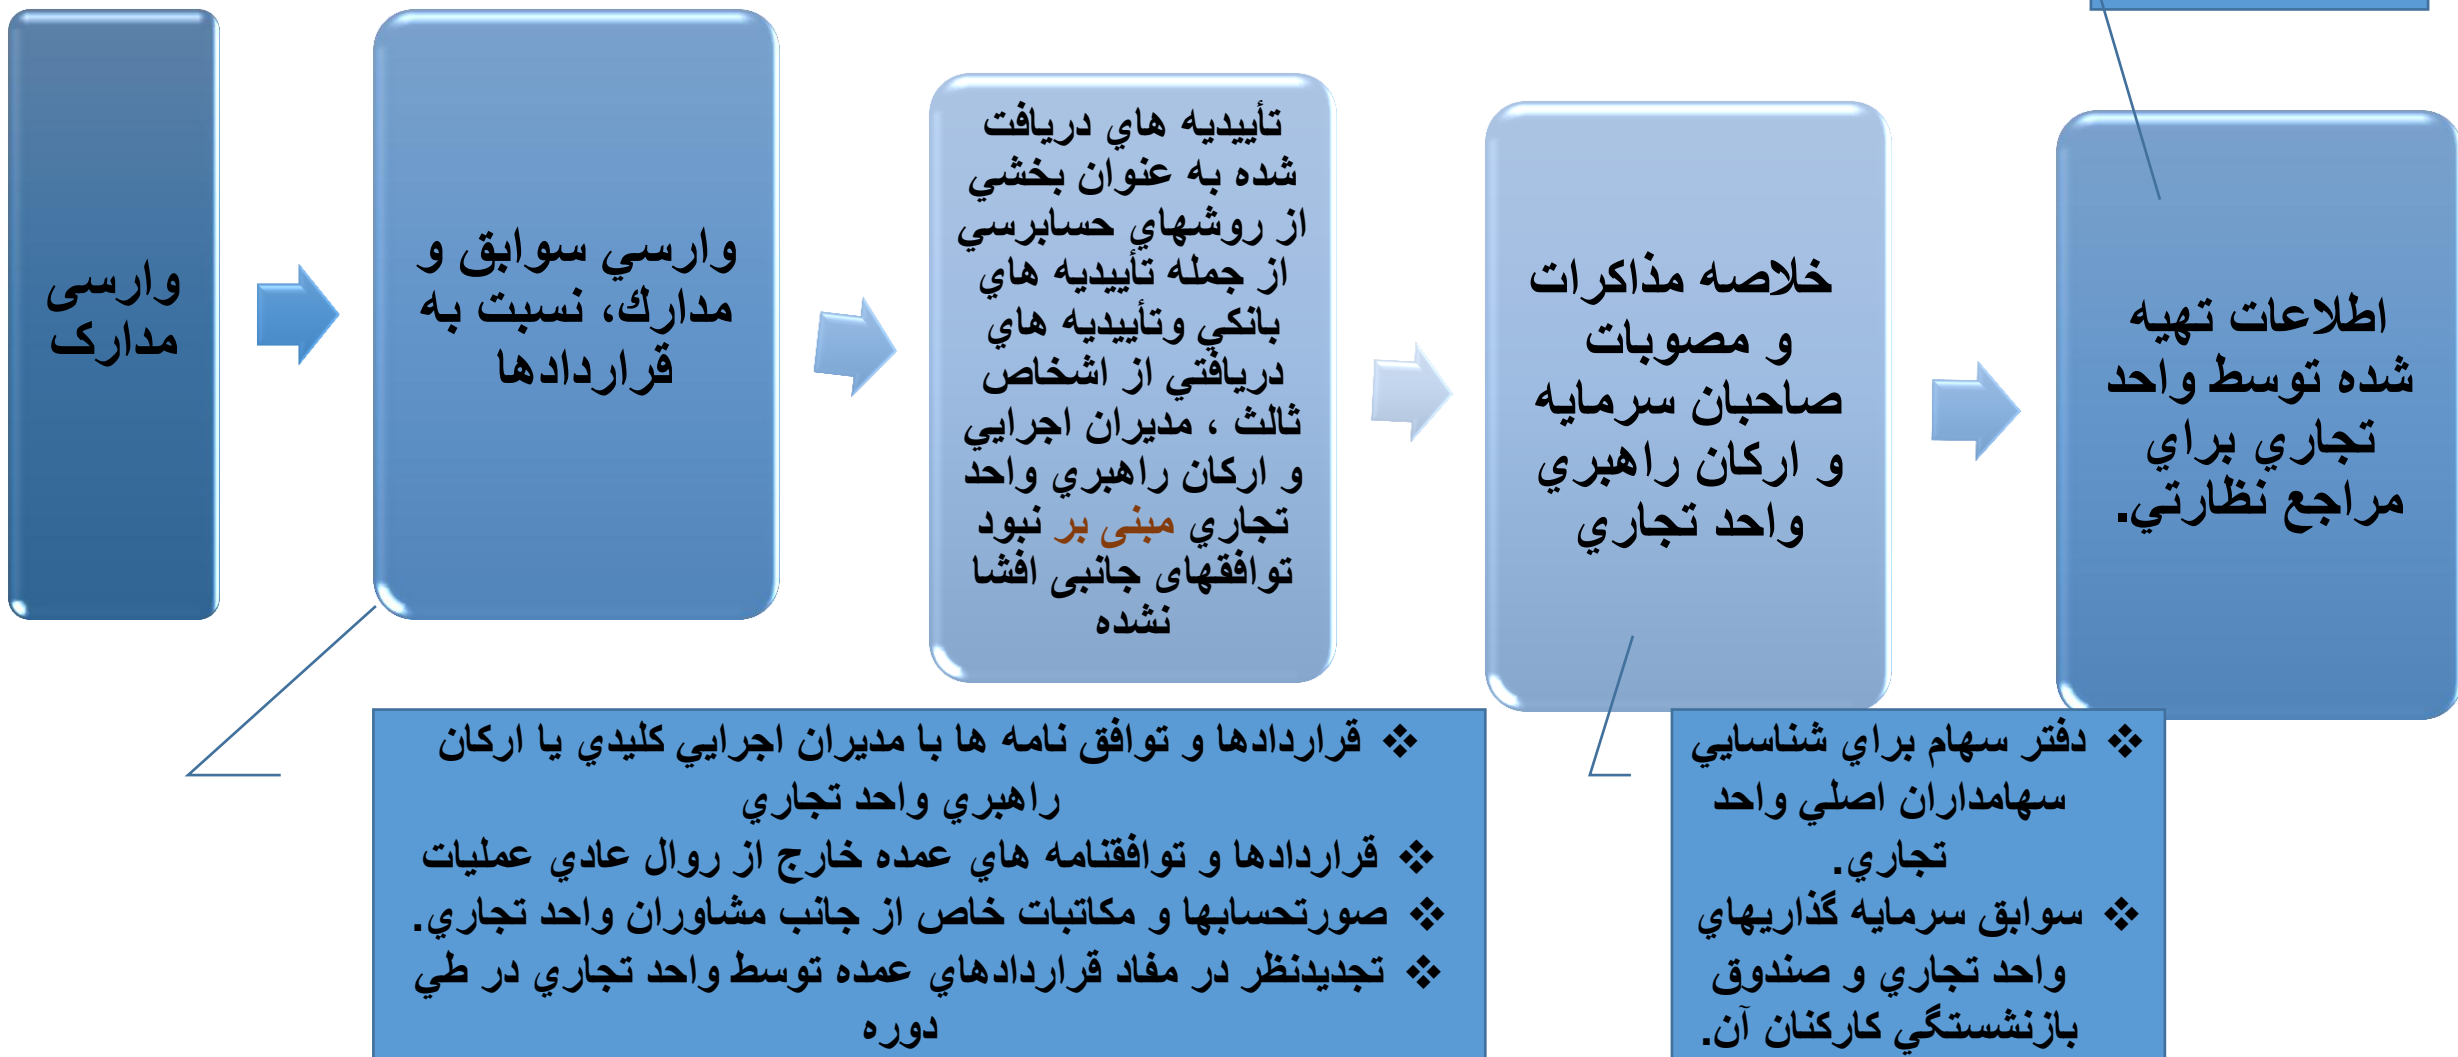 وارسی
مدارک
وارسي سوابق و
مدارك، نسبت به
قراردادها
تأييديه هاي دريافت
شده به عنوان بخشي
از روشهاي حسابرسي
از جمله تأييديه هاي
بانكي وتأييديه هاي
دريافتي از اشخاص
ثالث ، مديران اجرايي
و اركان راهبري واحد
تجاري مبنی بر نبود
توافقهای جانبی افشا
نشده
خلاصه مذاكرات
و مصوبات
صاحبان سرمايه
و اركان راهبري
واحد تجاري
اطلاعات تهيه
شده توسط واحد
تجاري براي
مراجع نظارتي.
❖ قراردادها و توافق نامه ها با مديران اجرايي كليدي يا اركان
راهبري واحد تجاري
❖ قراردادها و توافقنامه هاي عمده خارج از روال عادي عمليات
❖ صورتحسابها و مكاتبات خاص از جانب مشاوران واحد تجاري.
❖ تجديدنظر در مفاد قراردادهاي عمده توسط واحد تجاري در طي
دوره
❖ دفتر سهام براي شناسايي
سهامداران اصلي واحد
تجاري.
❖ سوابق سرمايه گذاريهاي
واحد تجاري و صندوق
بازنشستگي كاركنان آن.